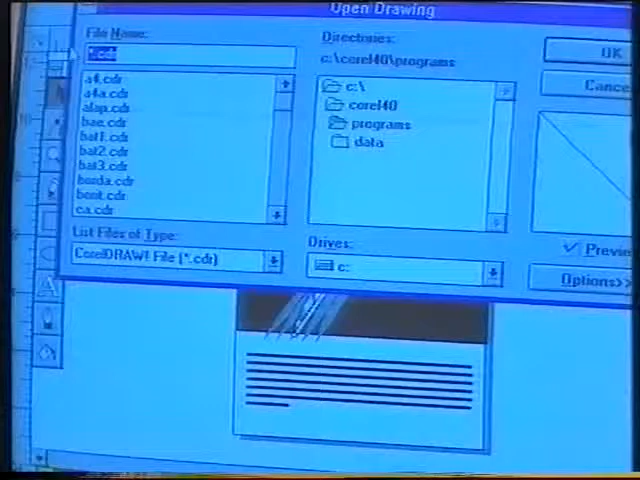 Open Drawing
File Name:
*.cdr
a4.cdr
a4a.cdr
alap.cdr
bae.cdr
bat1.cdr
bat2.cdr
bat3.cdr
borda.cdr
borit.cdr
ca.cdr
List Files of Type:
CorelDRAW! File (*.cdr)
Directories:
c:\corel40\programs
c:\
corel40
programs
data
Drives:
c:
OK
Cance
Previe
Options>>